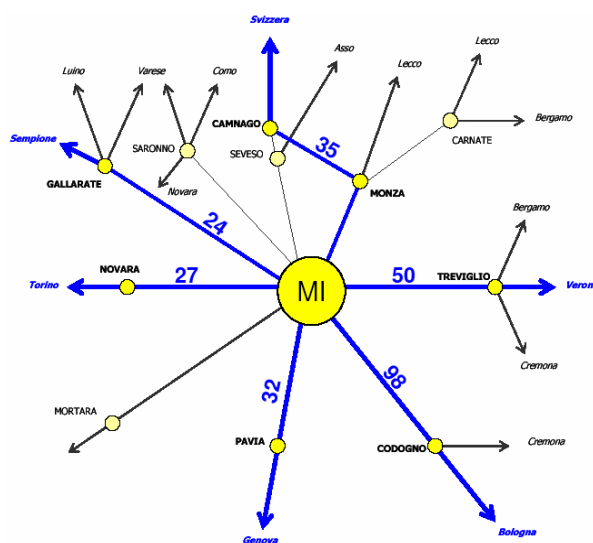 Svizzera
Asso
Lecco
Lecco
Luino
Varese
Como
Bergamo
CAMNAGO
CARNATE
Sempione
SARONNO
35
SEVESO
GALLARATE
Novara
MONZA
24
Bergamo
NOVARA
TREVIGLIO
Torino
27
MI
50
Veron
Cremona
98
32
MORTARA
PAVIA
CODOGNO
Cremona
Genova
Bologna